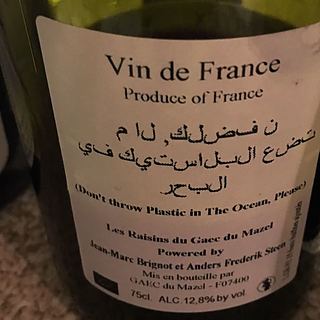 Vin de France
Produce of France
ن فضلك, لا م
تضع البلاستيك في
البحر
(Don't throw Plastic in The Ocean, Please)
Les Raisins du Gaec du Mazel
Powered by
Jean-Marc Brignot et Anders Frederik Steen
Mis en bouteille par
GAEC du Mazel - F07400
75cl. ALC 12,8% by vol.